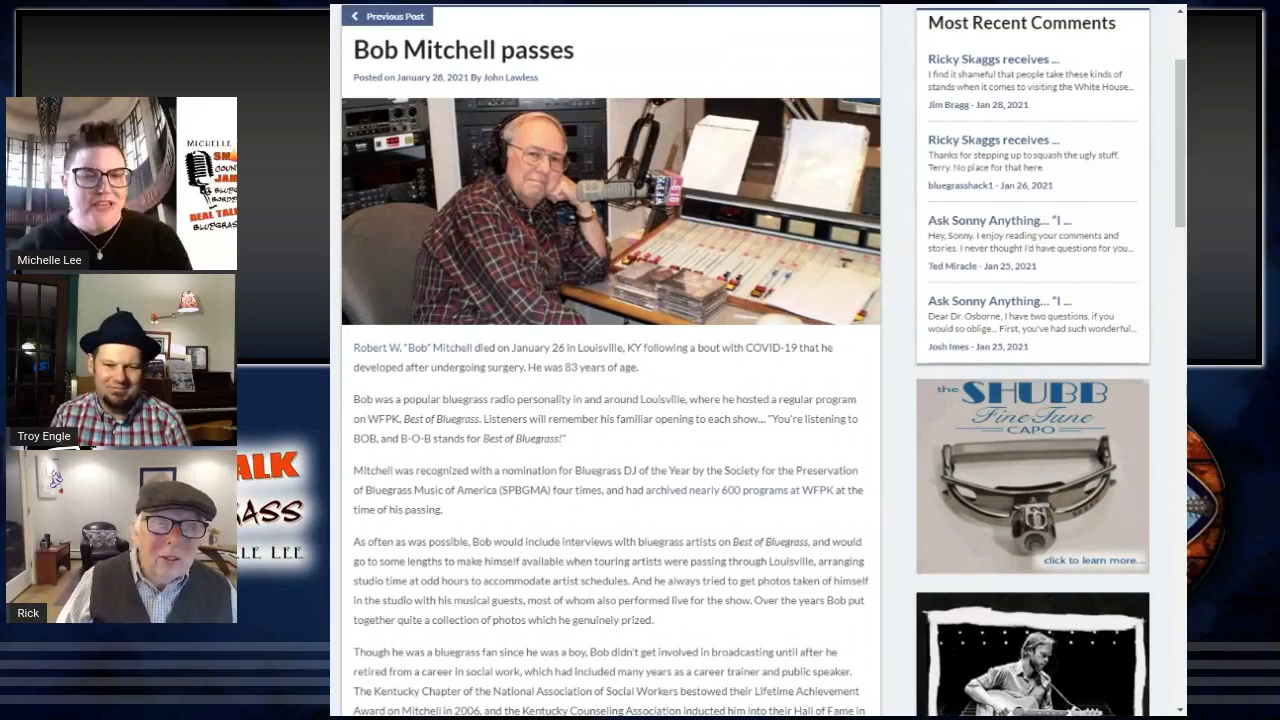 Previous Post
Bob Mitchell passes
Posted on January 28, 2021 By John Lawless
WFPK
91.9
Robert W. "Bob" Mitchell died on January 26 in Louisville, KY following a bout with COVID-19 that he
developed after undergoing surgery. He was 83 years of age.
Bob was a popular bluegrass radio personality in and around Louisville, where he hosted a regular program
on WFPK, Best of Bluegrass. Listeners will remember his familiar opening to each show… "You're listening to
BOB, and B-O-B stands for Best of Bluegrass!"
Mitchell was recognized with a nomination for Bluegrass DJ of the Year by the Society for the Preservation
of Bluegrass Music of America (SPBGMA) four times, and had archived nearly 600 programs at WFPK at the
time of his passing.
As often as was possible, Bob would include interviews with bluegrass artists on Best of Bluegrass, and would
go to some lengths to make himself available when touring artists were passing through Louisville, arranging
studio time at odd hours to accommodate artist schedules. And he always tried to get photos taken of himself
in the studio with his musical guests, most of whom also performed live for the show. Over the years Bob put
together quite a collection of photos which he genuinely prized.
Though he was a bluegrass fan since he was a boy, Bob didn't get involved in broadcasting until after he
retired from a career in social work, which had included many years as a career trainer and public speaker.
The Kentucky Chapter of the National Association of Social Workers bestowed their Lifetime Achievement
Award on Mitchell in 2006, and the Kentucky Counseling Association inducted him into their Hall of Fame in
Most Recent Comments
Ricky Skaggs receives ...
I find it shameful that people take these kinds of
stands when it comes to visiting the White House...
Jim Bragg - Jan 28, 2021
Ricky Skaggs receives ...
Thanks for stepping up to squash the ugly stuff.
Terry. No place for that here
bluegrasshack1 - Jan 26, 2021
Ask Sonny Anything... "I ...
Hey, Sonny. I enjoy reading your comments and
stories. I never thought I'd have questions for you...
Ted Miracle - Jan 25, 2021
Ask Sonny Anything... "I ...
Dear Dr. Osborne, I have two questions, if you
would so oblige... First, you've had such wonderful...
Josh Imes - Jan 25, 2021
the SHUBB
Fine Tune
CAPO
click to learn more...
MICHELLE
COUN
JAM
BLUEG
BORDE
REAL TAL
BLUEGR
Michelle Lee
Troy Engle
Rick
ALK
ASS
LE LEE